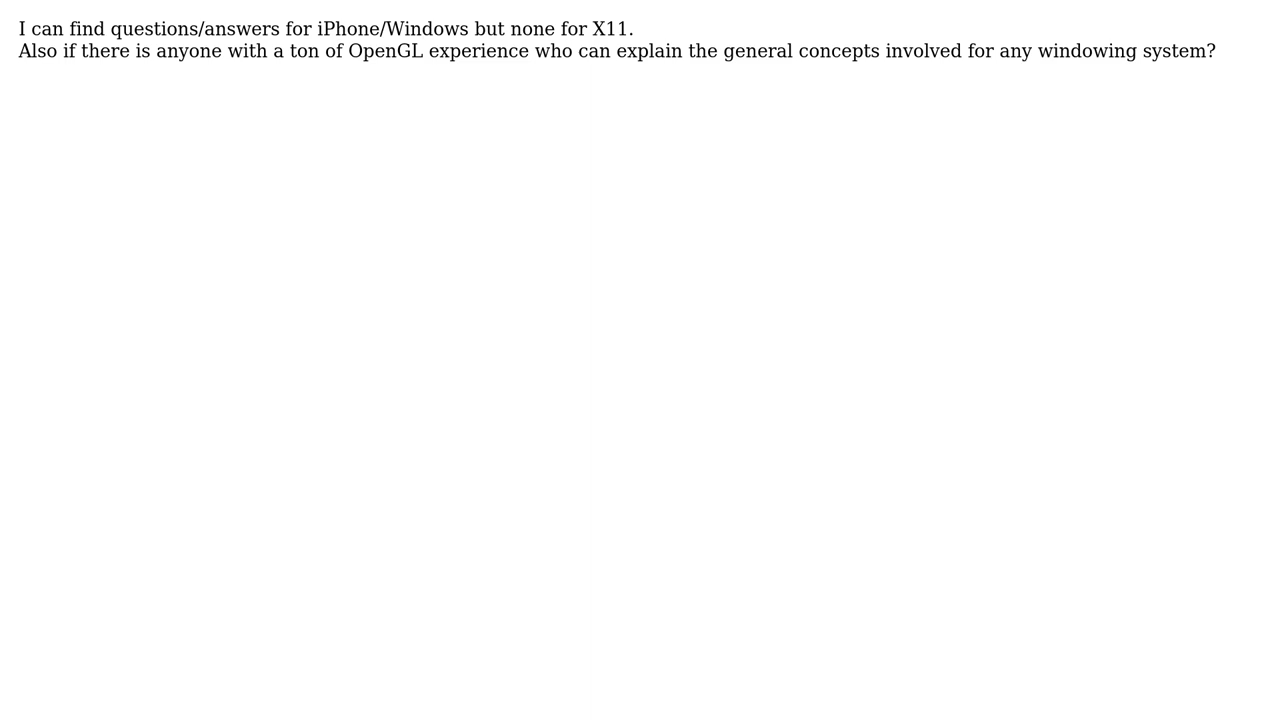 I can find questions/answers for iPhone/Windows but none for X11.
Also if there is anyone with a ton of OpenGL experience who can explain the general concepts involved for any windowing system?